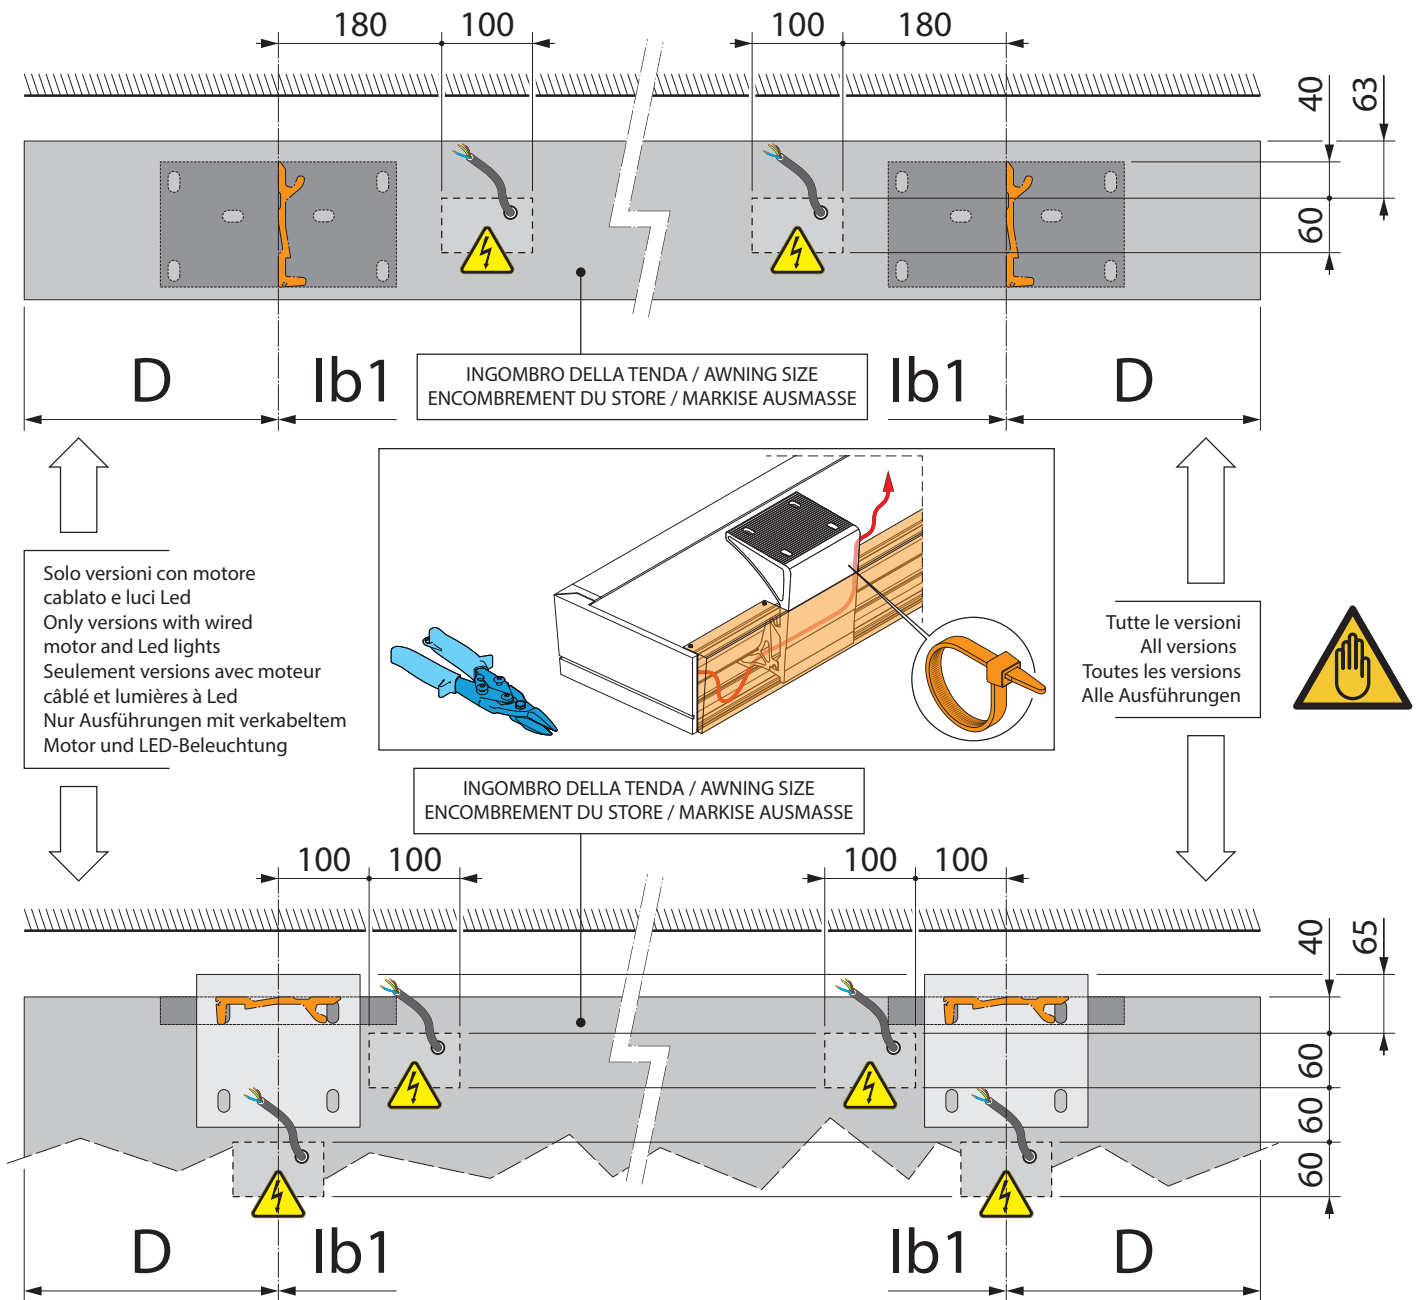 180
100
100
180
40
63
60
D
Ib1
INGOMBRO DELLA TENDA / AWNING SIZE
ENCOMBREMENT DU STORE / MARKISE AUSMASSE
Ib1
D
Solo versioni con motore
cablato e luci Led
Only versions with wired
motor and Led lights
Seulement versions avec moteur
câblé et lumières à Led
Nur Ausführungen mit verkabeltem
Motor und LED-Beleuchtung
Tutte le versioni
All versions
Toutes les versions
Alle Ausführungen
INGOMBRO DELLA TENDA / AWNING SIZE
ENCOMBREMENT DU STORE / MARKISE AUSMASSE
100
100
100
100
40
65
60
60
60
D
Ib1
Ib1
D